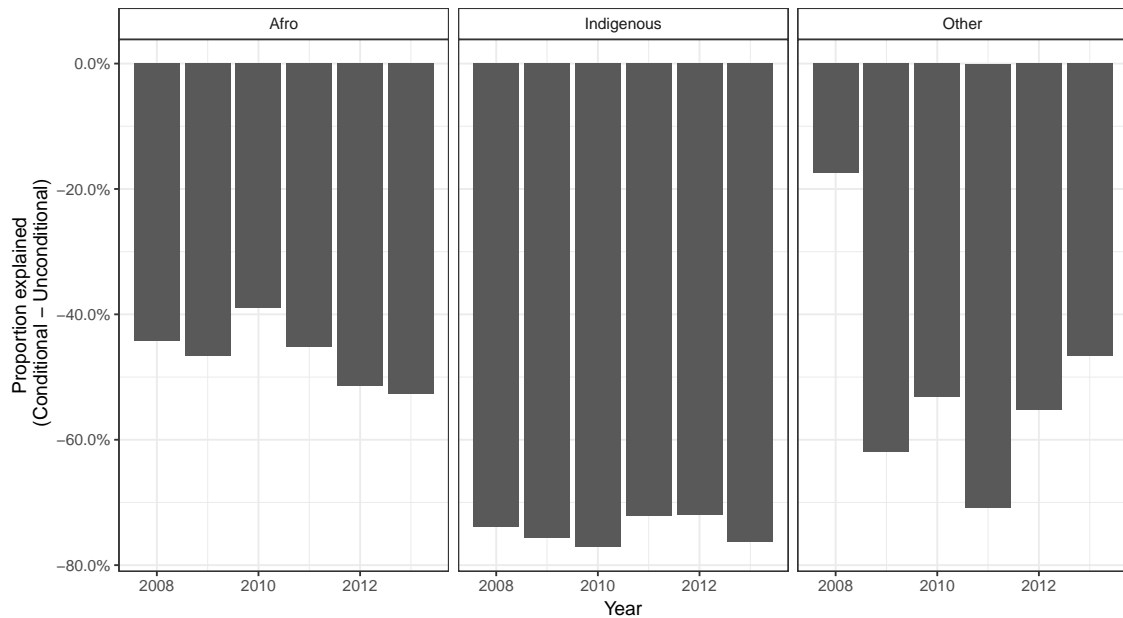 Afro
Indigenous
Other
0.0%
−20.0%
−40.0%
−60.0%
−80.0%
Proportion explained
(Conditional − Unconditional)
2008
2010
2012
2008
2010
2012
2008
2010
2012
Year